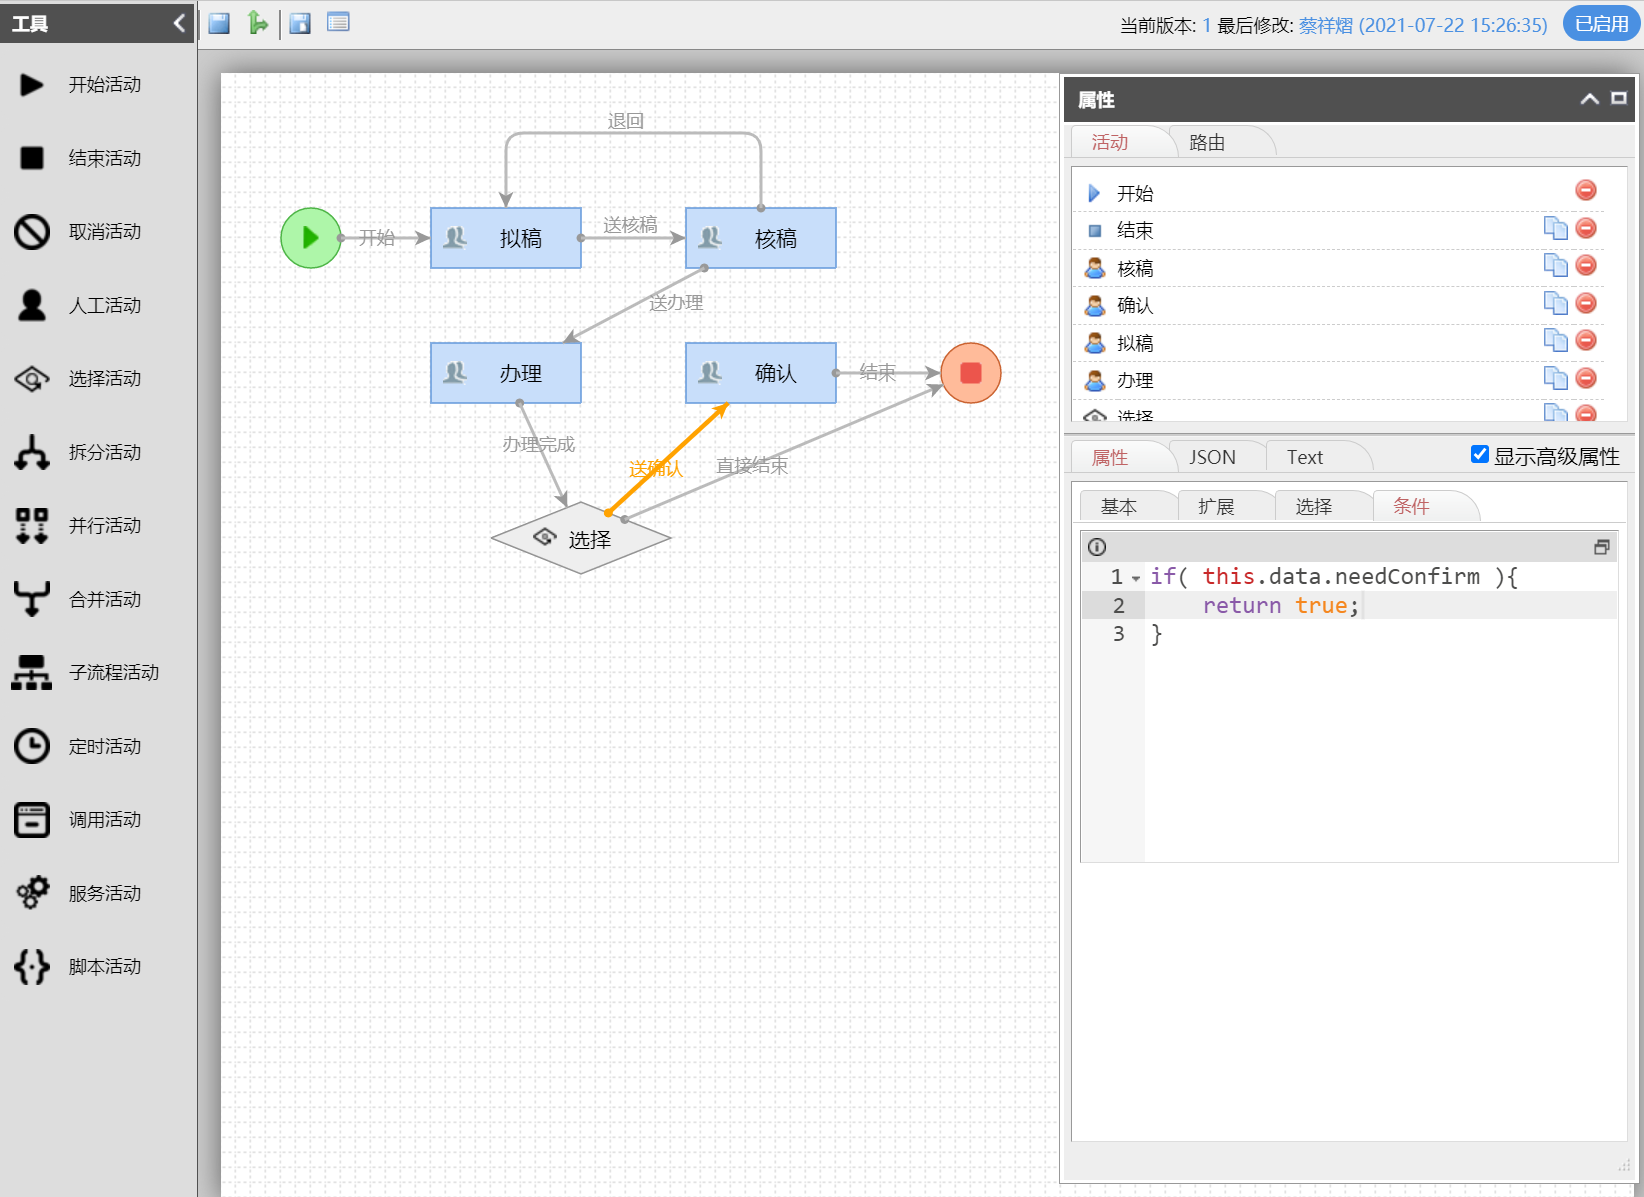 工具
当前版本: 1 最后修改: 蔡祥熠 (2021-07-22 15:26:35)
已启用
开始活动
结束活动
取消活动
人工活动
选择活动
拆分活动
并行活动
合并活动
子流程活动
定时活动
调用活动
服务活动
脚本活动
退回
开始
拟稿
送核稿
核稿
送办理
办理
确认
结束
办理完成
送确认
直接结束
选择
属性
活动
路由
开始
结束
核稿
确认
拟稿
办理
选择
属性
JSON
Text
显示高级属性
基本
扩展
选择
条件
1 if( this.data.needConfirm ){
2 return true;
3 }